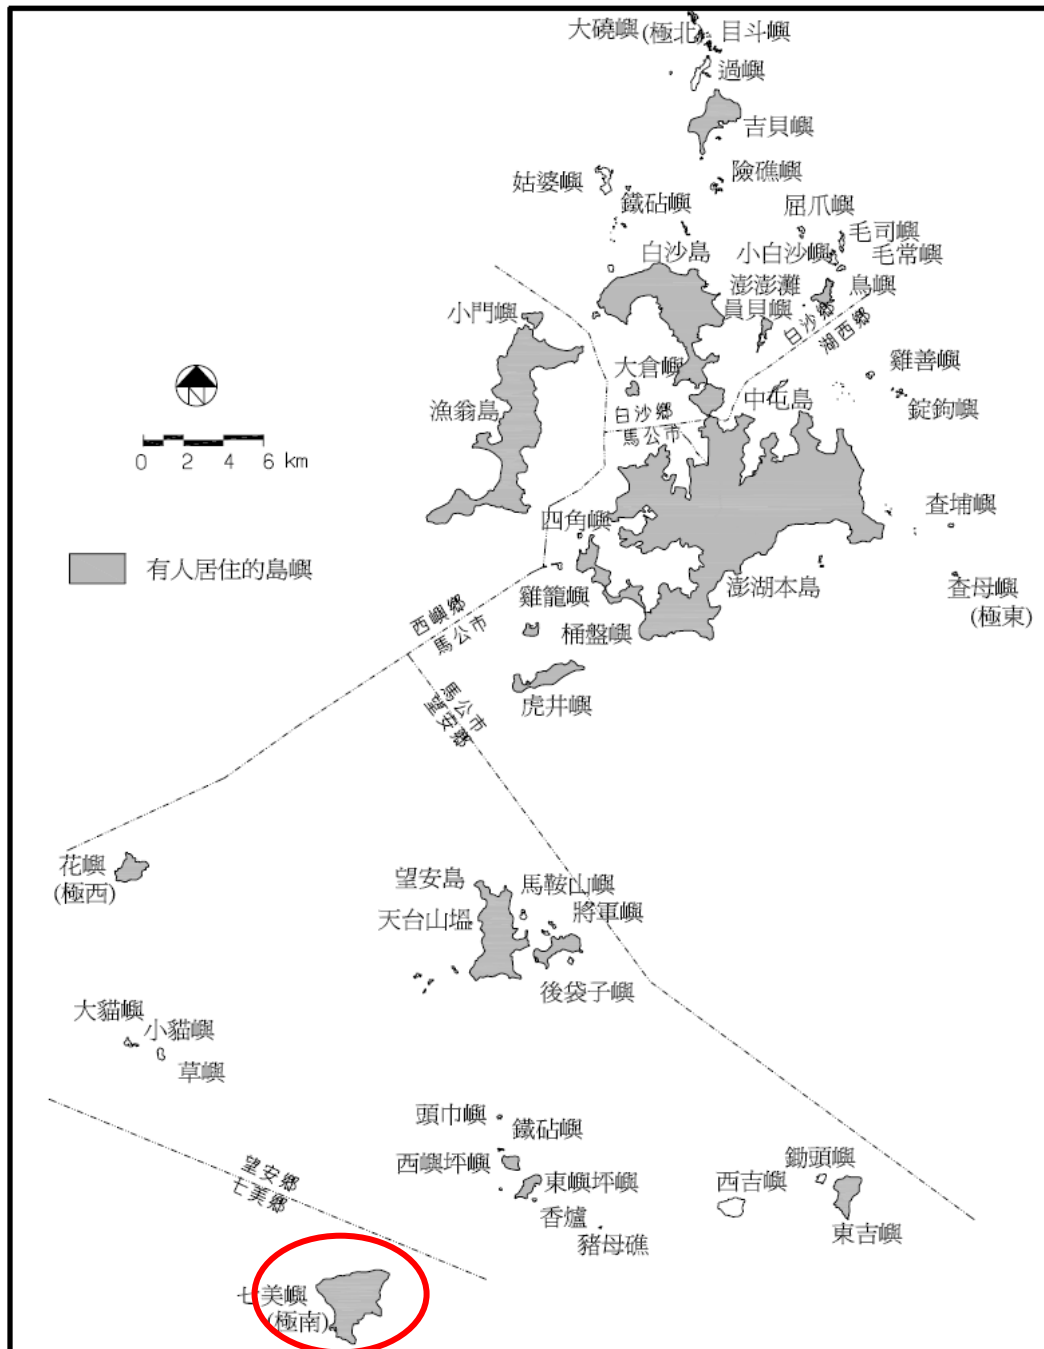 大磽嶼(極北)
目斗嶼
過嶼
吉貝嶼
險礁嶼
姑婆嶼
鐵砧嶼
屈爪嶼
毛司嶼
毛常嶼
白沙島
小白沙嶼
澎澎灘
鳥嶼
員貝嶼
白沙鄉
湖西鄉
小門嶼
大倉嶼
雞善嶼
錠鉤嶼
中屯島
漁翁島
白沙鄉
馬公市
N
0 2 4 6 km
四角嶼
查埔嶼
有人居住的島嶼
澎湖本島
查母嶼
(極東)
雞籠嶼
桶盤嶼
西嶼鄉
馬公市
虎井嶼
馬公市
望安鄉
花嶼
(極西)
望安島
馬鞍山嶼
天台山塭
將軍嶼
後袋子嶼
大貓嶼
小貓嶼
草嶼
頭巾嶼
鐵砧嶼
西嶼坪嶼
東嶼坪嶼
香爐
豬母礁
西吉嶼
鋤頭嶼
東吉嶼
望安鄉
七美鄉
七美嶼
(極南)